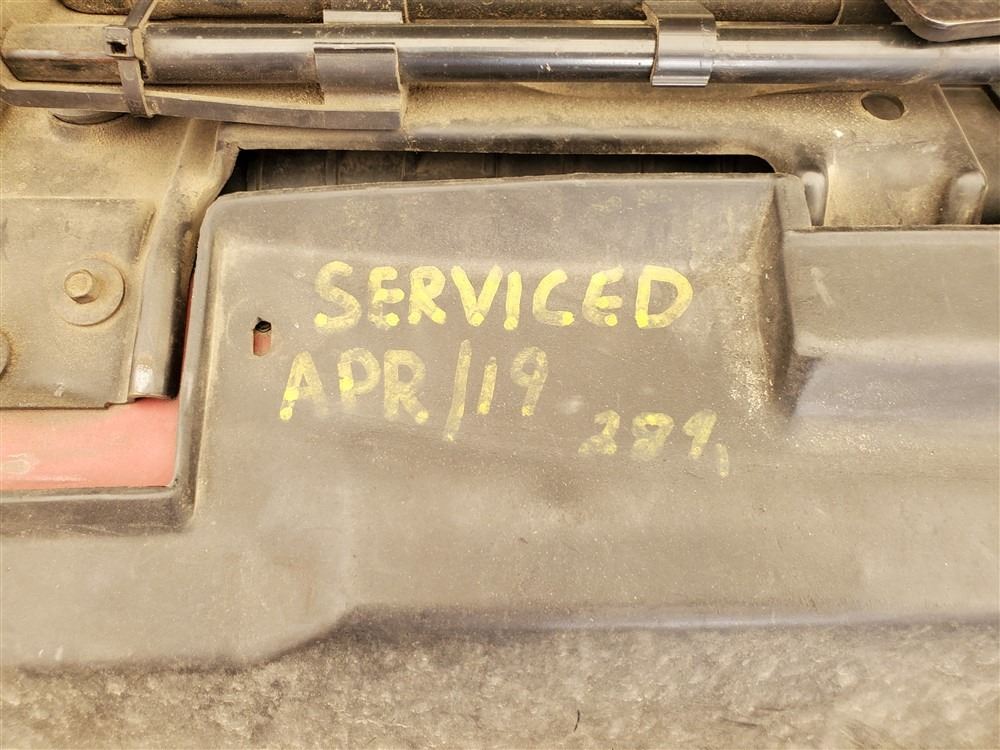 SERVICED
APR/19
289,